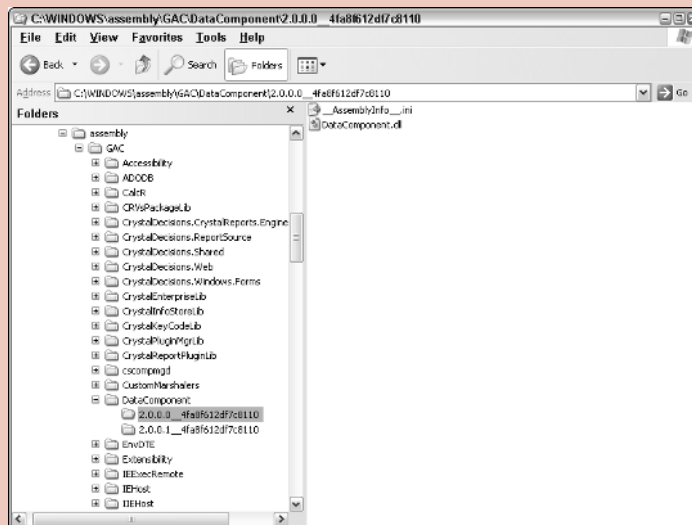 C:\WINDOWS\assembly\GAC\DataComponent\2.0.0.0__4fa8f612df7c8110
File Edit View Favorites Tools Help
Back Search Folders
Address C:\WINDOWS\assembly\GAC\DataComponent\2.0.0.0__4fa8f612df7c8110 Go
Folders
assembly
GAC
Accessibility
ADODB
CalcR
CRVsPackageLib
CrystalDecisions.CrystalReports.Engine
CrystalDecisions.ReportSource
CrystalDecisions.Shared
CrystalDecisions.Web
CrystalDecisions.Windows.Forms
CrystalEnterpriseLib
CrystalInfoStoreLib
CrystalKeyCodeLib
CrystalPluginMgrLib
CrystalReportPluginLib
cscompmgd
CustomMarshalers
DataComponent
2.0.0.0__4fa8f612df7c8110
2.0.0.1__4fa8f612df7c8110
EnvDTE
Extensibility
IEExecRemote
IEHost
IIEHost
__AssemblyInfo__.ini
DataComponent.dll